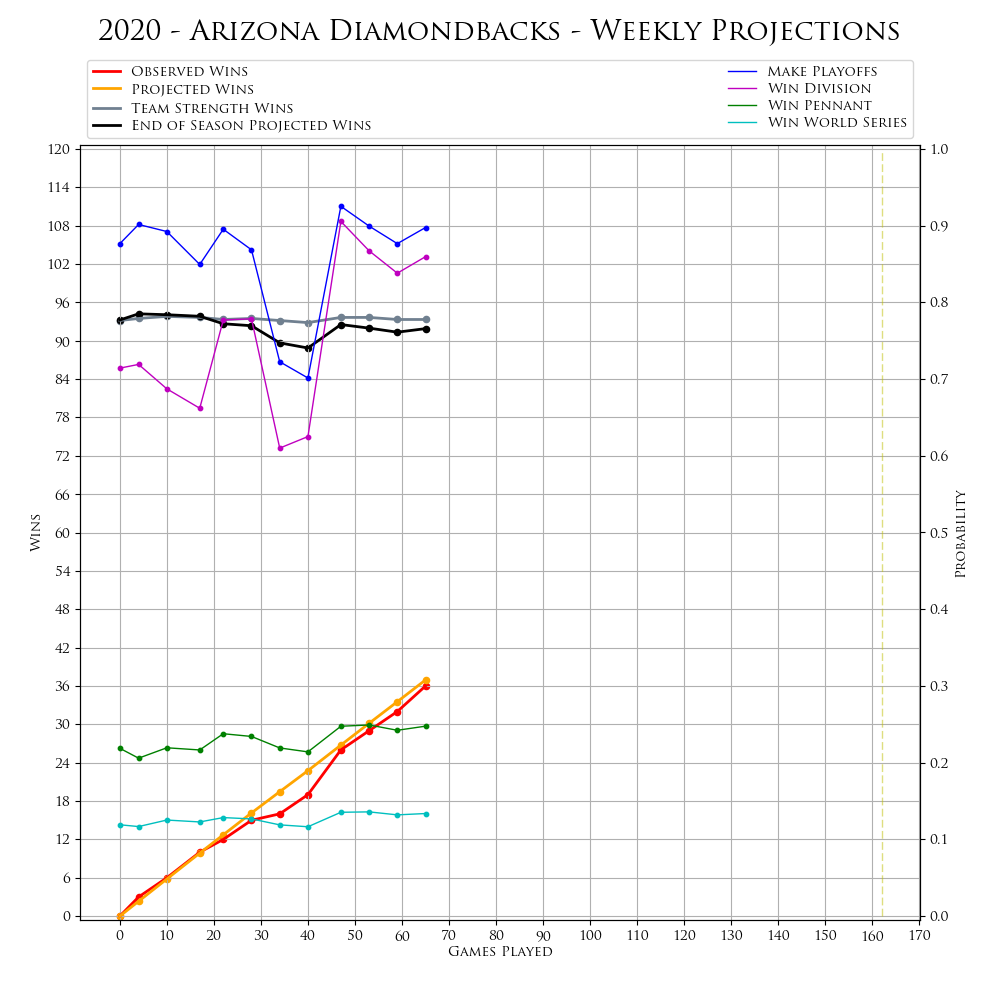 2020 - Arizona Diamondbacks - Weekly Projections
Observed Wins
Projected Wins
Team Strength Wins
End of Season Projected Wins
Make Playoffs
Win Division
Win Pennant
Win World Series
120
114
108
102
96
90
84
78
72
66
60
54
48
42
36
30
24
18
12
6
0
Wins
1.0
0.9
0.8
0.7
0.6
0.5
0.4
0.3
0.2
0.1
0.0
Probability
0 10 20 30 40 50 60 70 80 90 100 110 120 130 140 150 160 170
Games Played